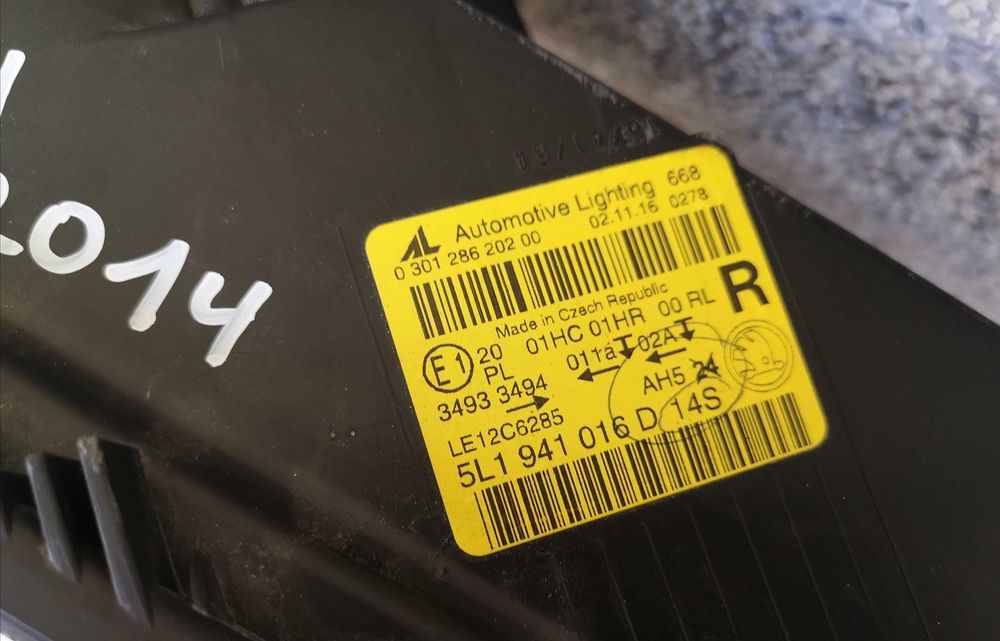 2014
AL Automotive Lighting 668
0 301 286 202 00 02.11.16 0278
Made in Czech Republic
R
E1 20 01HC 01HR 00 RL
PL 011a 02A
3493 3494
AH5 24
LE12C6285
5L1 941 016 D 14S